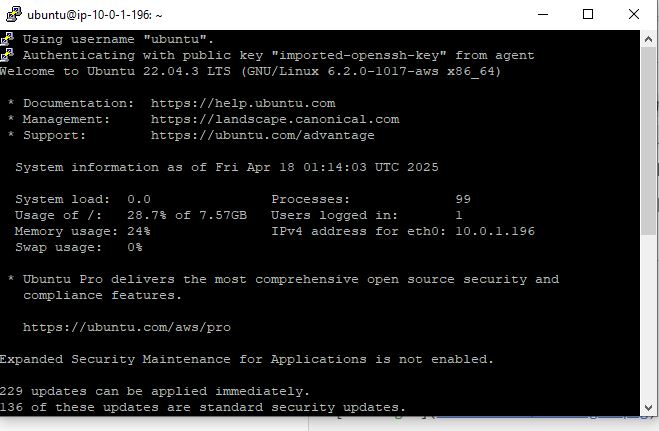 ubuntu@ip-10-0-1-196: ~
Using username "ubuntu".
Authenticating with public key "imported-openssh-key" from agent
Welcome to Ubuntu 22.04.3 LTS (GNU/Linux 6.2.0-1017-aws x86_64)
* Documentation:  https://help.ubuntu.com
* Management:     https://landscape.canonical.com
* Support:        https://ubuntu.com/advantage
System information as of Fri Apr 18 01:14:03 UTC 2025
System load:  0.0               Processes:             99
Usage of /:   28.7% of 7.57GB   Users logged in:       1
Memory usage: 24%               IPv4 address for eth0: 10.0.1.196
Swap usage:   0%
* Ubuntu Pro delivers the most comprehensive open source security and
compliance features.
https://ubuntu.com/aws/pro
Expanded Security Maintenance for Applications is not enabled.
229 updates can be applied immediately.
136 of these updates are standard security updates.